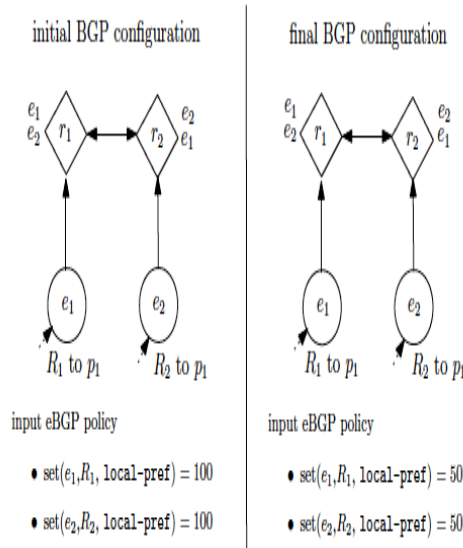 initial BGP configuration
e1
e2
r1
r2
e2
e1
e1
e2
R1 to p1
R2 to p1
input eBGP policy
• set(e1,R1, local-pref) = 100
• set(e2,R2, local-pref) = 100
final BGP configuration
e1
e2
r1
r2
e2
e1
e1
e2
R1 to p1
R2 to p1
input eBGP policy
• set(e1,R1, local-pref) = 50
• set(e2,R2, local-pref) = 50